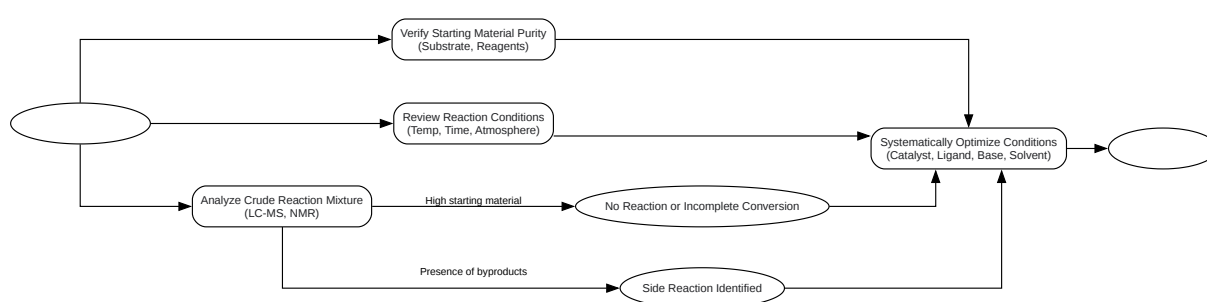 Verify Starting Material Purity
(Substrate, Reagents)
Review Reaction Conditions
(Temp, Time, Atmosphere)
Systematically Optimize Conditions
(Catalyst, Ligand, Base, Solvent)
Analyze Crude Reaction Mixture
(LC-MS, NMR)
High starting material
No Reaction or Incomplete Conversion
Presence of byproducts
Side Reaction Identified